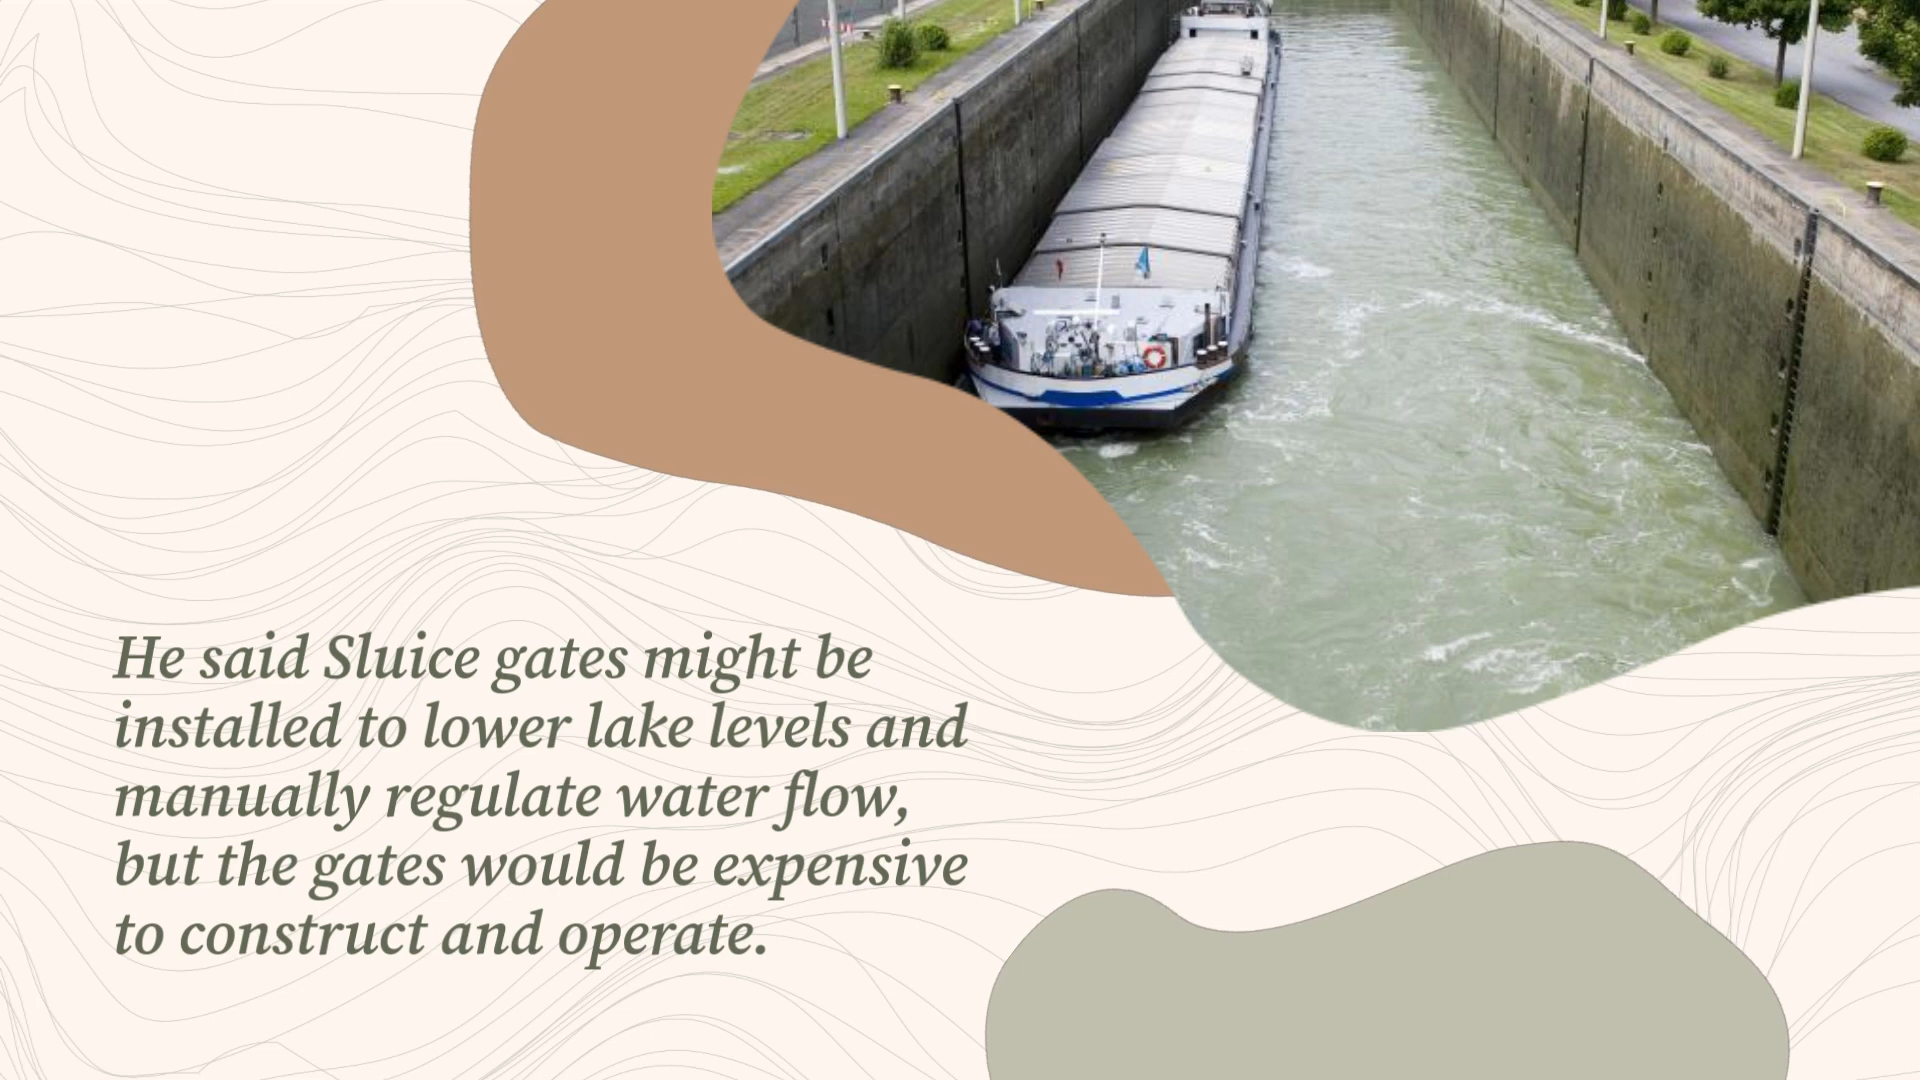 He said Sluice gates might be
installed to lower lake levels and
manually regulate water flow,
but the gates would be expensive
to construct and operate.